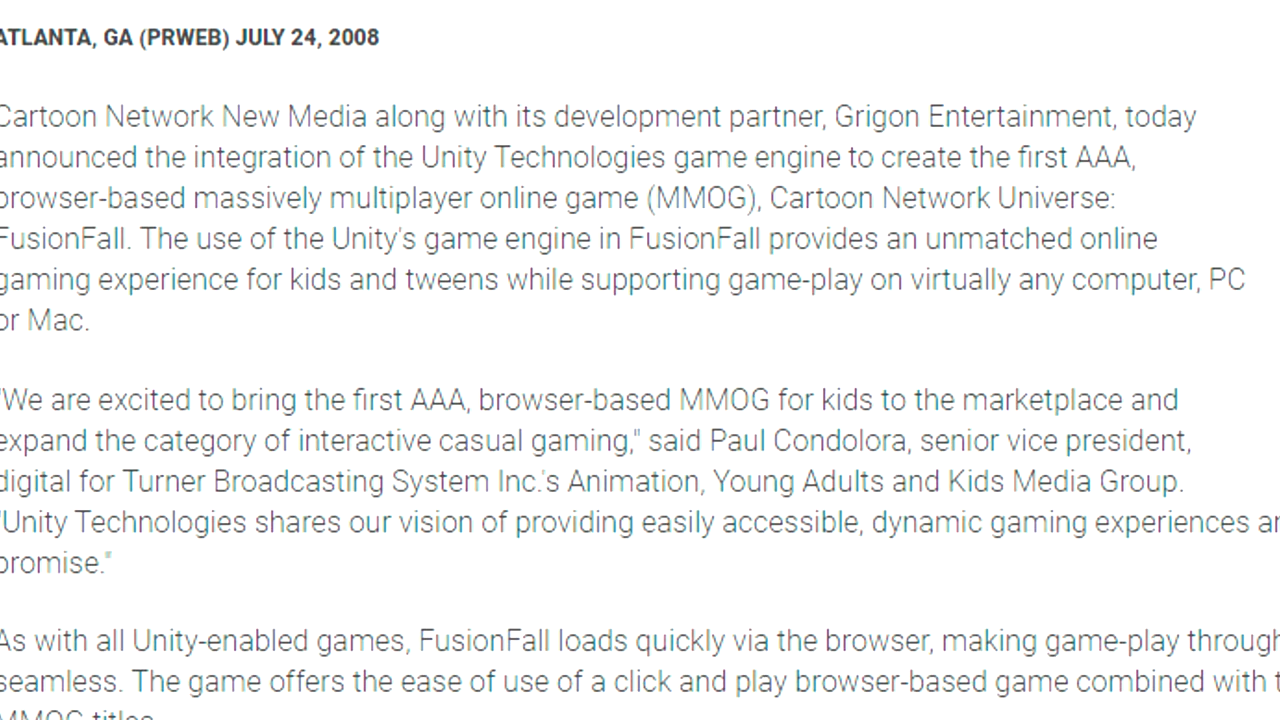 ATLANTA, GA (PRWEB) JULY 24, 2008
Cartoon Network New Media along with its development partner, Grigon Entertainment, today
announced the integration of the Unity Technologies game engine to create the first AAA,
browser-based massively multiplayer online game (MMOG), Cartoon Network Universe:
FusionFall. The use of the Unity's game engine in FusionFall provides an unmatched online
gaming experience for kids and tweens while supporting game-play on virtually any computer, PC
or Mac.
"We are excited to bring the first AAA, browser-based MMOG for kids to the marketplace and
expand the category of interactive casual gaming," said Paul Condolora, senior vice president,
digital for Turner Broadcasting System Inc.'s Animation, Young Adults and Kids Media Group.
"Unity Technologies shares our vision of providing easily accessible, dynamic gaming experiences
promise."
As with all Unity-enabled games, FusionFall loads quickly via the browser, making game-play
seamless. The game offers the ease of use of a click and play browser-based game combined with
MMOG titles